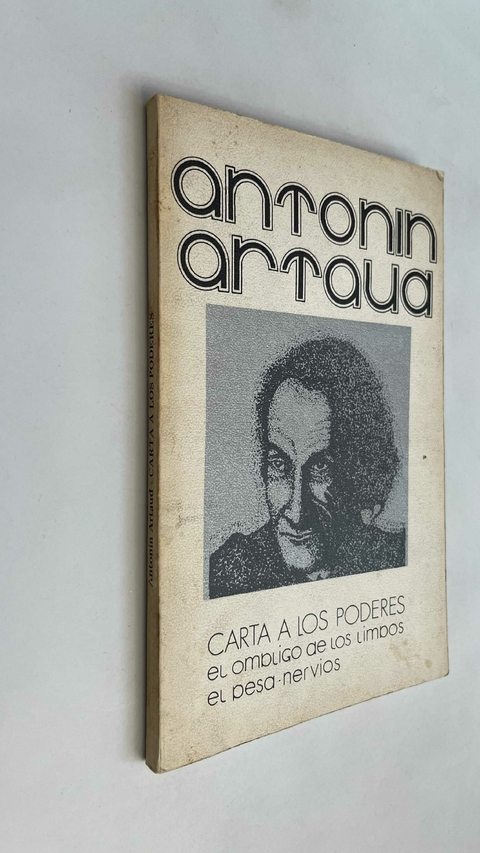 antonin
artaud
CARTA A LOS PODERES
el ombligo de los limbos
el pesa-nervios
Antonin Artaud - CARTA A LOS PODERES